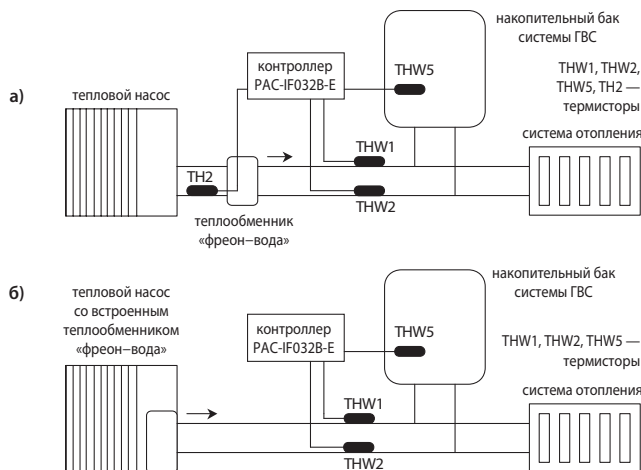 а)
тепловой насос
контроллер
PAC-IF032B-E
THW5
накопительный бак
системы ГВС
THW1, THW2,
THW5, TH2 —
термисторы
система отопления
TH2
THW1
THW2
теплообменник
«фреон–вода»
б)
тепловой насос
со встроенным
теплообменником
«фреон–вода»
контроллер
PAC-IF032B-E
THW5
накопительный бак
системы ГВС
THW1, THW2, THW5 —
термисторы
система отопления
THW1
THW2